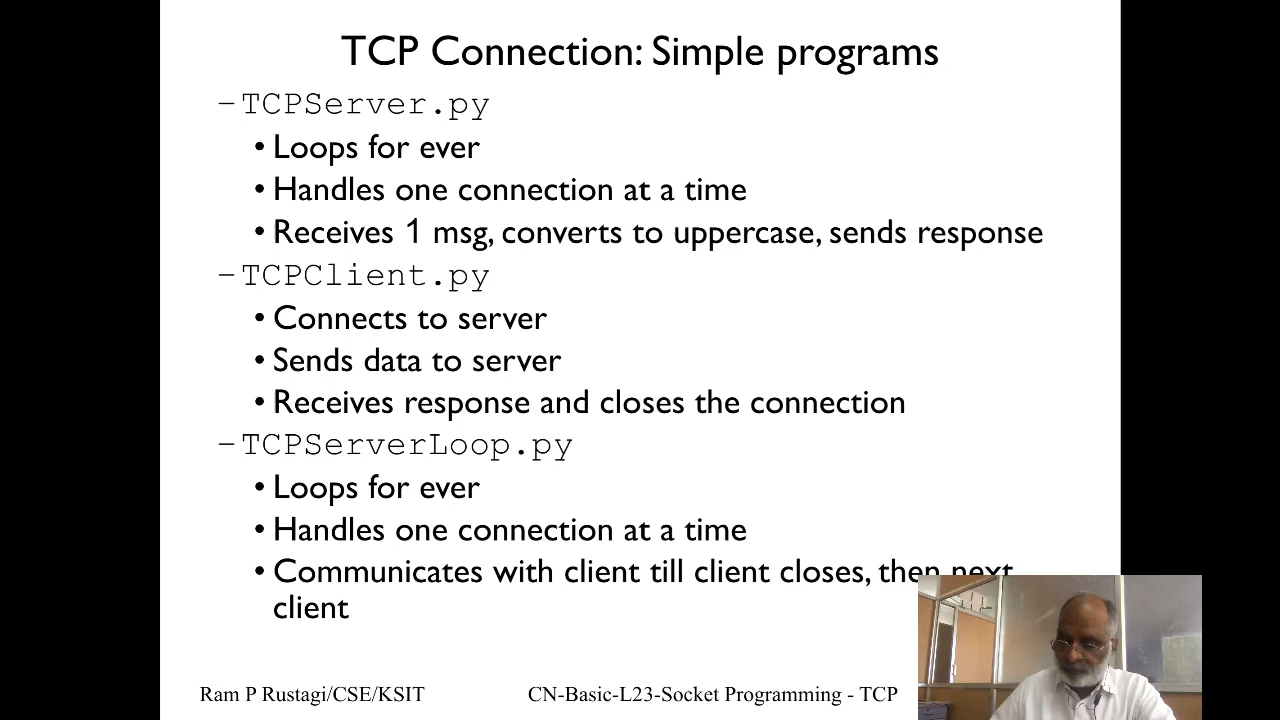 TCP Connection: Simple programs
–TCPServer.py
• Loops for ever
• Handles one connection at a time
• Receives 1 msg, converts to uppercase, sends response
–TCPClient.py
• Connects to server
• Sends data to server
• Receives response and closes the connection
–TCPServerLoop.py
• Loops for ever
• Handles one connection at a time
• Communicates with client till client closes, then next
client
Ram P Rustagi/CSE/KSIT
CN-Basic-L23-Socket Programming - TCP